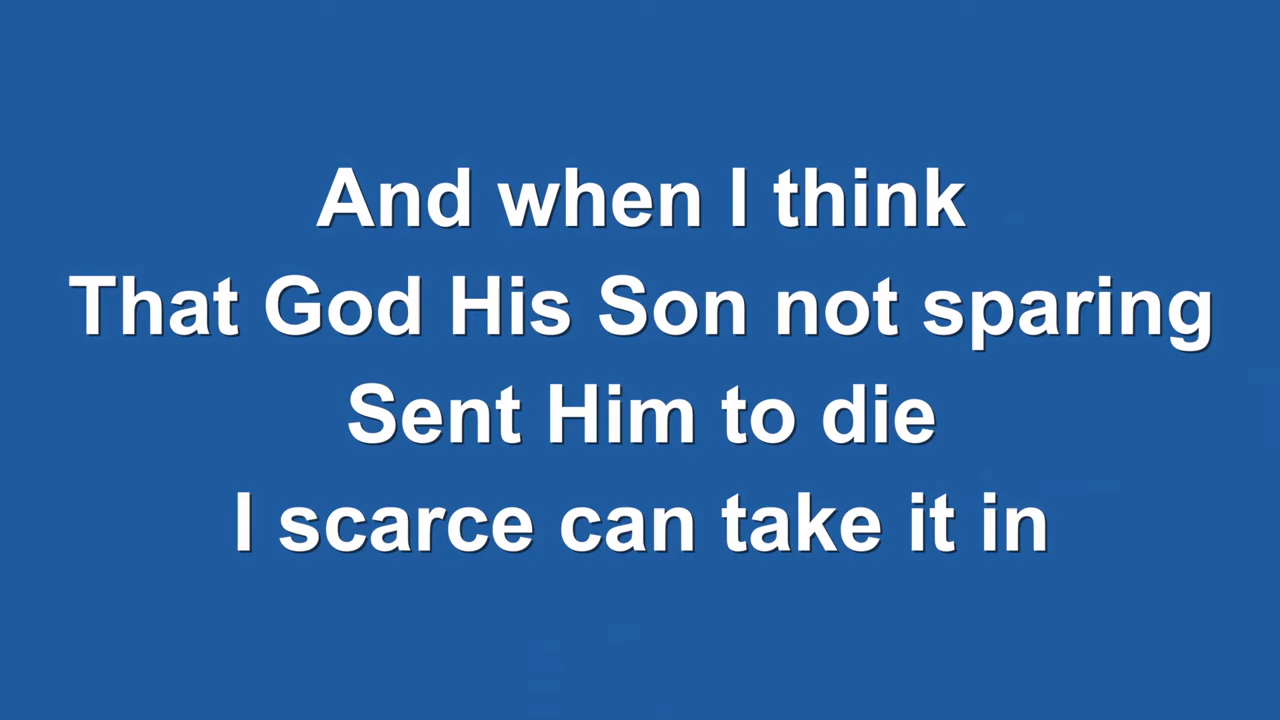 And when I think
That God His Son not sparing
Sent Him to die
I scarce can take it in